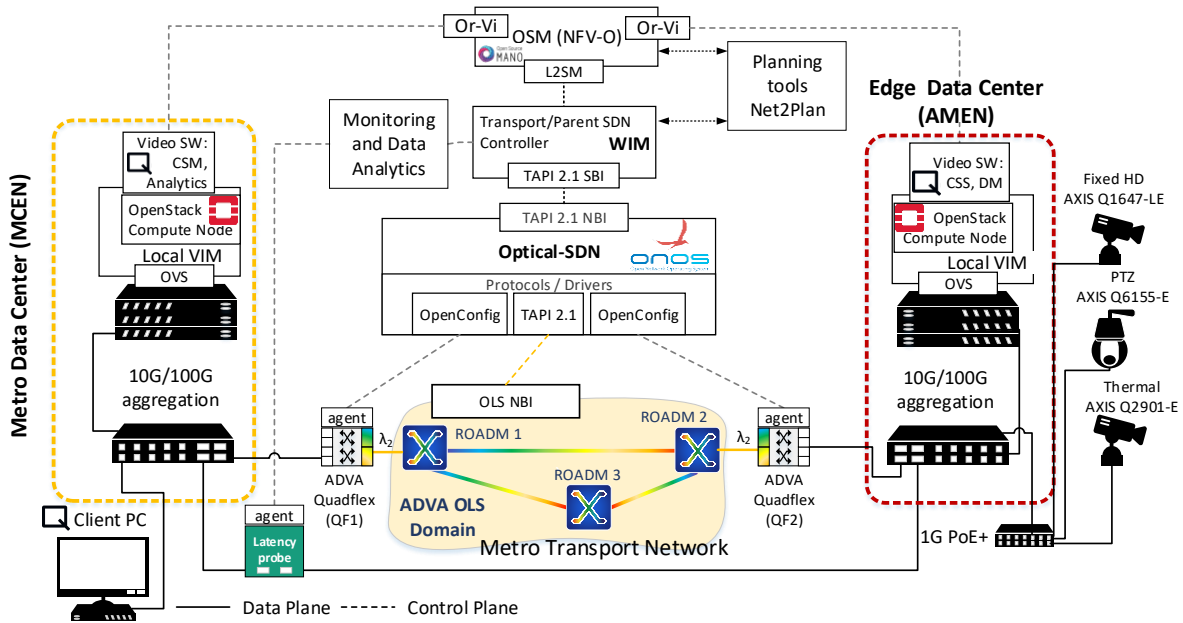 Or-Vi
Or-Vi
OSM (NFV-O)
Open Source
MANO
L2SM
Planning
tools
Net2Plan
Edge  Data Center
(AMEN)
Monitoring
and Data
Analytics
Transport/Parent SDN
Controller
WIM
TAPI 2.1 SBI
TAPI 2.1 NBI
Optical-SDN
onos
Open Network Operating System
Protocols / Drivers
OpenConfig
TAPI 2.1
OpenConfig
Metro Data Center (MCEN)
Video SW:
CSM,
Analytics
OpenStack
Compute Node
Local VIM
OVS
10G/100G
aggregation
Video SW:
CSS, DM
OpenStack
Compute Node
Local VIM
OVS
10G/100G
aggregation
Fixed HD
AXIS Q1647-LE
PTZ
AXIS Q6155-E
Thermal
AXIS Q2901-E
1G PoE+
OLS NBI
agent
λ2
ROADM 1
ROADM 2
ROADM 3
λ2
agent
ADVA
Quadflex
(QF1)
ADVA OLS
Domain
ADVA
Quadflex
(QF2)
Metro Transport Network
Client PC
agent
Latency
probe
Data Plane
Control Plane